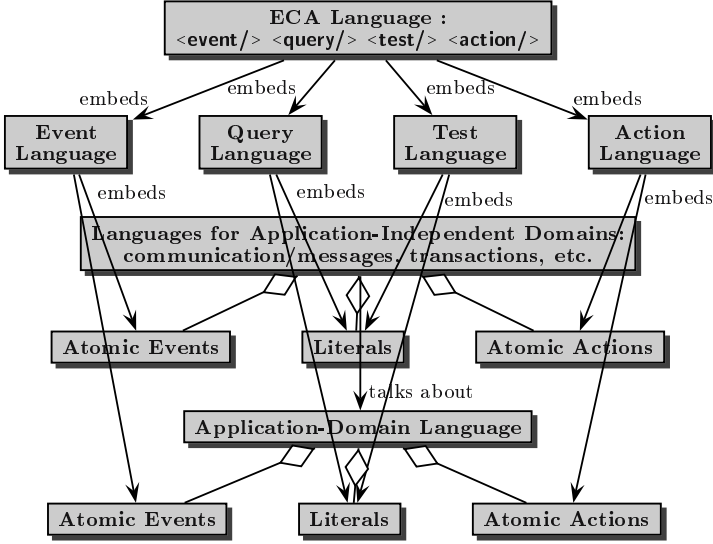 ECA Language :
<event/> <query/> <test/> <action/>
embeds
embeds
embeds
embeds
Event
Language
Query
Language
Test
Language
Action
Language
embeds
embeds
embeds
embeds
Languages for Application-Independent Domains:
communication/messages, transactions, etc.
Atomic Events
Literals
Atomic Actions
talks about
Application-Domain Language
Atomic Events
Literals
Atomic Actions